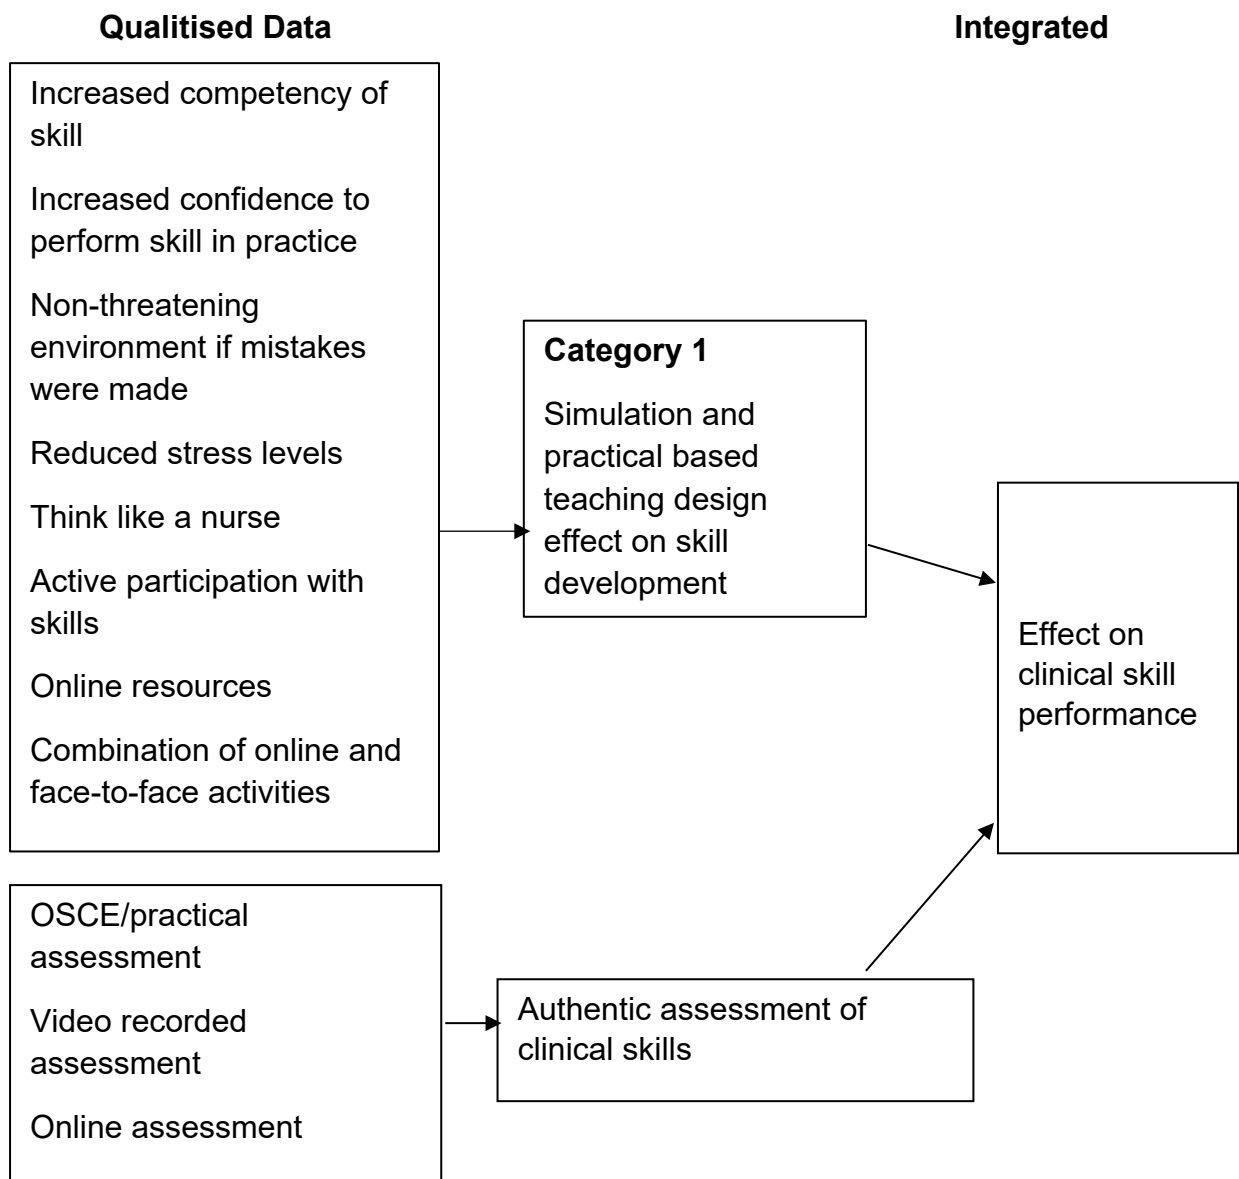 Qualitised Data
Integrated
Increased competency of
skill
Increased confidence to
perform skill in practice
Non-threatening
environment if mistakes
were made
Reduced stress levels
Think like a nurse
Active participation with
skills
Online resources
Combination of online and
face-to-face activities
Category 1
Simulation and
practical based
teaching design
effect on skill
development
Effect on
clinical skill
performance
OSCE/practical
assessment
Video recorded
assessment
Online assessment
Authentic assessment of
clinical skills